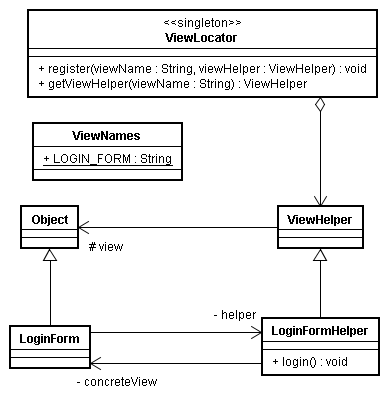 <<singleton>>
ViewLocator
+ register(viewName : String, viewHelper : ViewHelper) : void
+ getViewHelper(viewName : String) : ViewHelper
ViewNames
+ LOGIN_FORM : String
Object
ViewHelper
# view
- helper
LoginForm
LoginFormHelper
+ login() : void
- concreteView